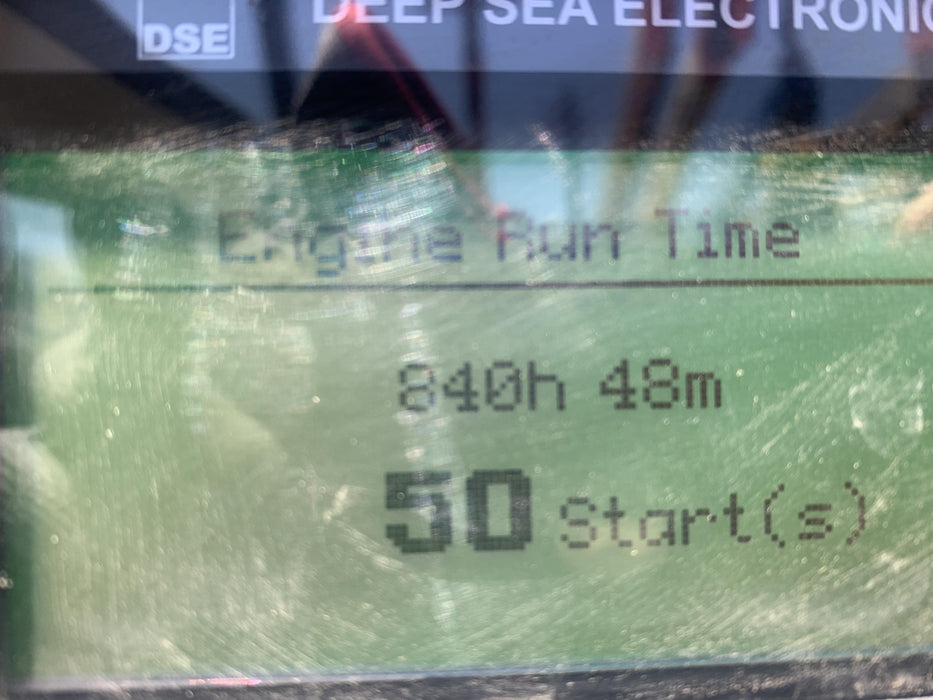 DSE
DEEP SEA ELECTRONIC
Engine Run Time
840h 48m
50 Start(s)